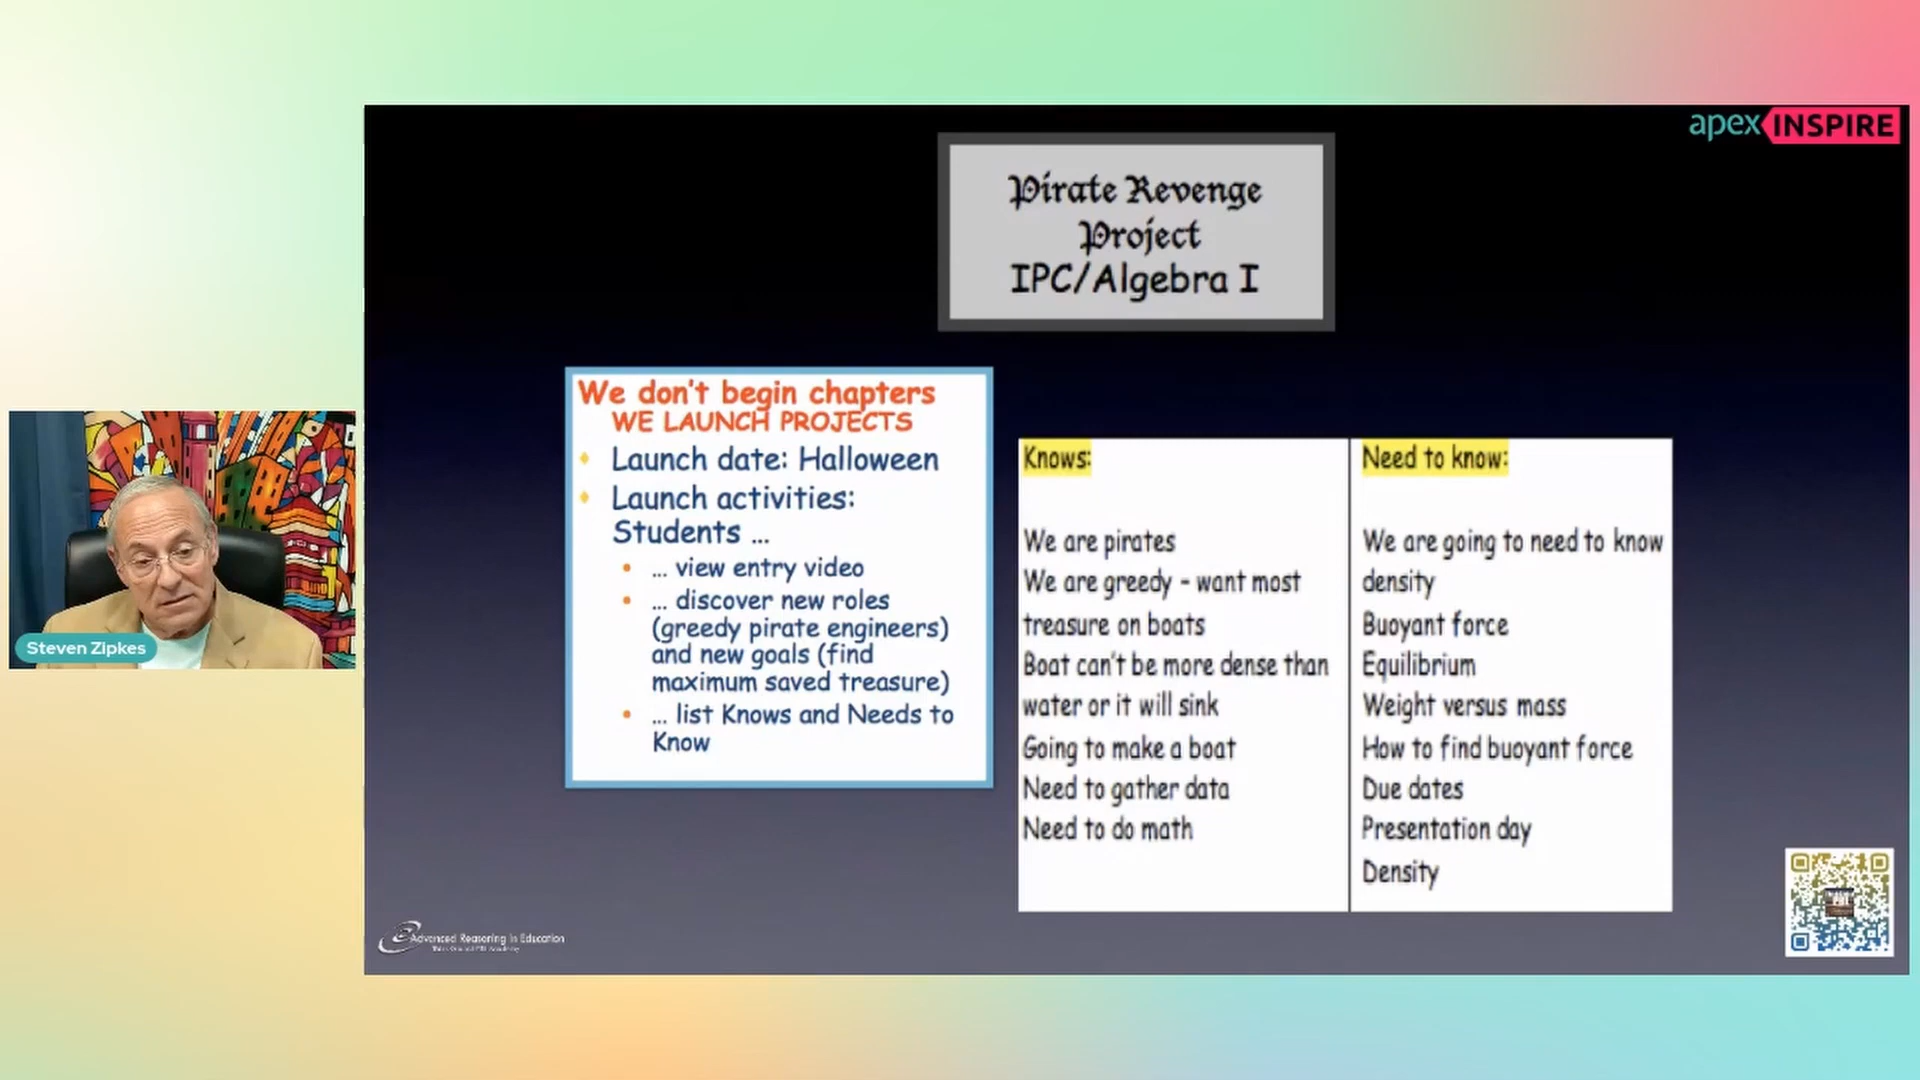 apex INSPIRE
Pirate Revenge
Project
IPC/Algebra I
We don't begin chapters
WE LAUNCH PROJECTS
Launch date: Halloween
Launch activities:
Students ...
... view entry video
... discover new roles
(greedy pirate engineers)
and new goals (find
maximum saved treasure)
... list Knows and Needs to
Know
Knows:
We are pirates
We are greedy - want most
treasure on boats
Boat can't be more dense than
water or it will sink
Going to make a boat
Need to gather data
Need to do math
Need to know:
We are going to need to know
density
Buoyant force
Equilibrium
Weight versus mass
How to find buoyant force
Due dates
Presentation day
Density
Steven Zipkes
Advanced Reasoning in Education